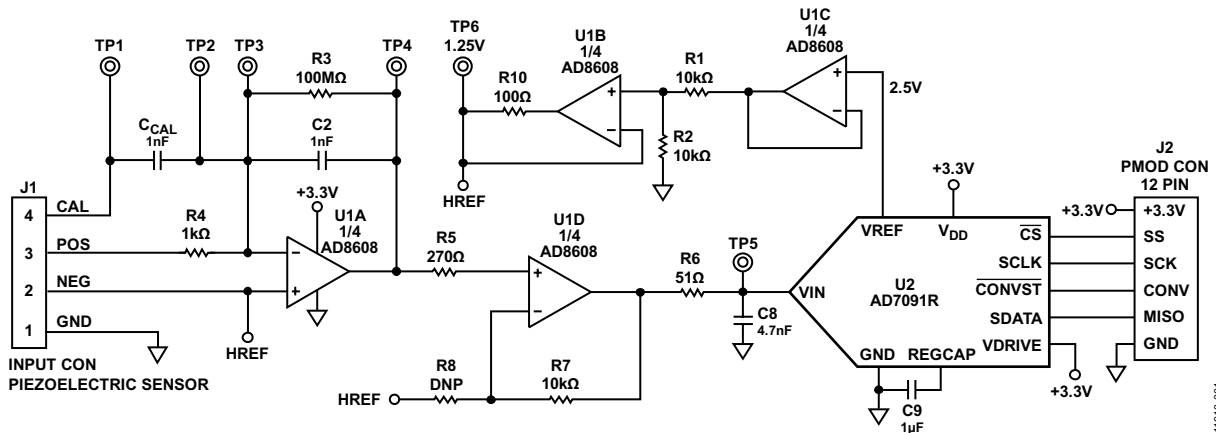 TP1
TP2
TP3
TP4
R3
100MΩ
CCAL
1nF
C2
1nF
TP6
1.25V
R10
100Ω
U1B
1/4
AD8608
+
−
R1
10kΩ
R2
10kΩ
HREF
U1C
1/4
AD8608
+
−
2.5V
J1
4
CAL
3
POS
2
NEG
1
GND
INPUT CON
PIEZOELECTRIC SENSOR
R4
1kΩ
+3.3V
U1A
1/4
AD8608
−
+
HREF
R5
270Ω
U1D
1/4
AD8608
+
−
HREF
R8
DNP
R7
10kΩ
R6
51Ω
TP5
C8
4.7nF
+3.3V
VREF
VDD
VIN
U2
AD7091R
CS
SCLK
CONVST
SDATA
VDRIVE
GND
REGCAP
C9
1µF
+3.3V
J2
PMOD CON
12 PIN
+3.3V
+3.3V
SS
SCK
CONV
MISO
GND